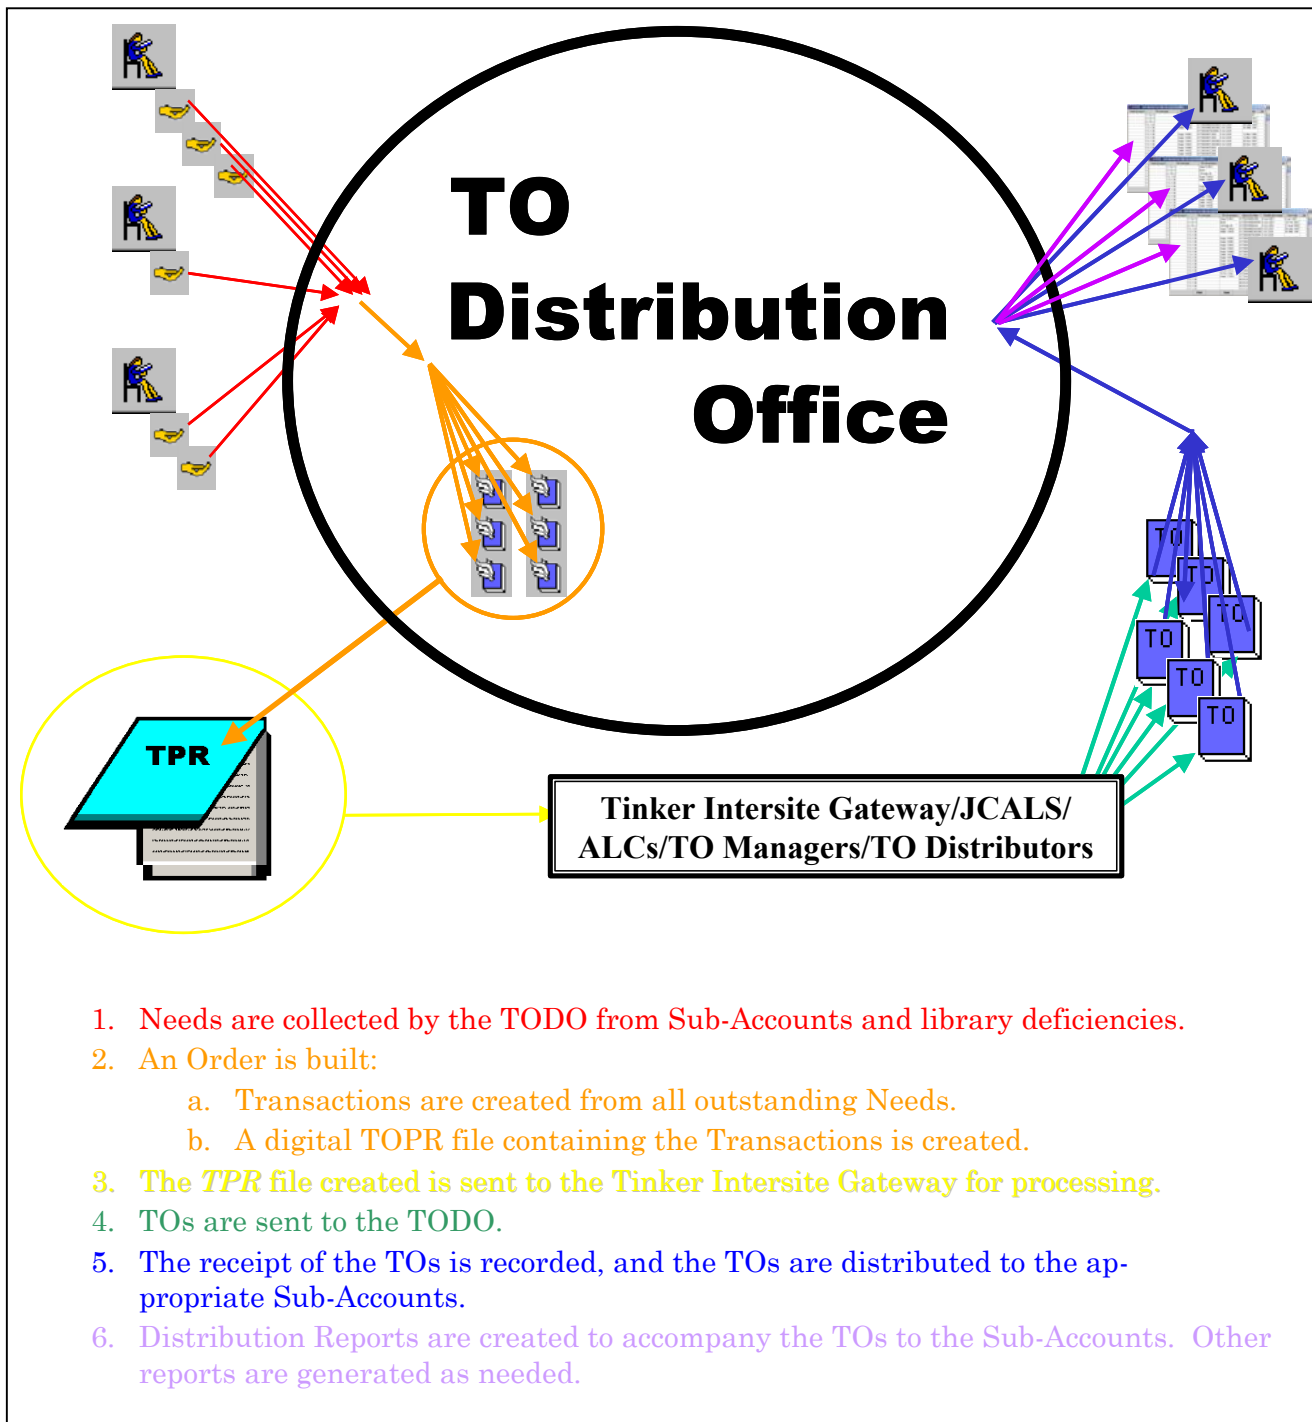 TO
Distribution
Office
TO
TO
TO
TO
TO
TO
TPR
Tinker Intersite Gateway/JCALS/
ALCs/TO Managers/TO Distributors
1. Needs are collected by the TODO from Sub-Accounts and library deficiencies.
2. An Order is built:
a. Transactions are created from all outstanding Needs.
b. A digital TOPR file containing the Transactions is created.
3. The TPR file created is sent to the Tinker Intersite Gateway for processing.
4. TOs are sent to the TODO.
5. The receipt of the TOs is recorded, and the TOs are distributed to the ap-
propriate Sub-Accounts.
6. Distribution Reports are created to accompany the TOs to the Sub-Accounts. Other
reports are generated as needed.